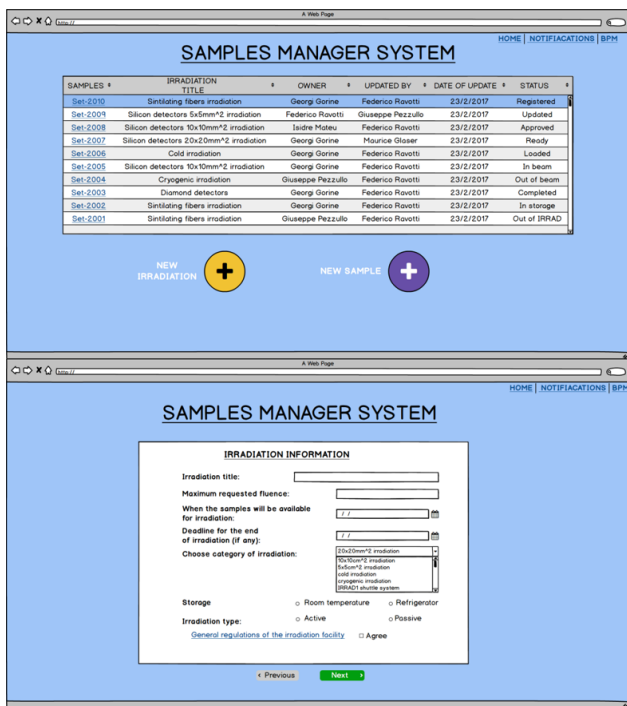 A Web Page
http://
HOME | NOTIFIACATIONS | BPM
SAMPLES MANAGER SYSTEM
SAMPLES IRRADIATION TITLE OWNER UPDATED BY DATE OF UPDATE STATUS
Set-2010 Sintilating fibers irradiation Georgi Gorine Federico Ravotti 23/2/2017 Registered
Set-2009 Silicon detectors 5x5mm^2 irradiation Federico Ravotti Giuseppe Pezzullo 23/2/2017 Updated
Set-2008 Silicon detectors 10x10mm^2 irradiation Isidre Mateu Federico Ravotti 23/2/2017 Approved
Set-2007 Silicon detectors 20x20mm^2 irradiation Georgi Gorine Maurice Glaser 23/2/2017 Ready
Set-2006 Cold irradiation Georgi Gorine Federico Ravotti 23/2/2017 Loaded
Set-2005 Silicon detectors 10x10mm^2 irradiation Georgi Gorine Federico Ravotti 23/2/2017 In beam
Set-2004 Cryogenic irradiation Giuseppe Pezzullo Federico Ravotti 23/2/2017 Out of beam
Set-2003 Diamond detectors Georgi Gorine Federico Ravotti 23/2/2017 Completed
Set-2002 Sintilating fibers irradiation Georgi Gorine Federico Ravotti 23/2/2017 In storage
Set-2001 Sintilating fibers irradiation Giuseppe Pezzullo Federico Ravotti 23/2/2017 Out of IRRAD
NEW IRRADIATION
NEW SAMPLE
A Web Page
http://
HOME | NOTIFIACATIONS | BPM
SAMPLES MANAGER SYSTEM
IRRADIATION INFORMATION
Irradiation title:
Maximum requested fluence:
When the samples will be available
for irradiation: / /
Deadline for the end
of irradiation (if any): / /
Choose category of irradiation: 20x20mm^2 irradiation
10x10cm^2 irradiation
5x5cm^2 irradiation
cold irradiation
cryogenic irradiation
IRRAD1 shuttle system
Storage Room temperature Refrigerator
Irradiation type: Active Passive
General regulations of the irradiation facility Agree
Previous Next